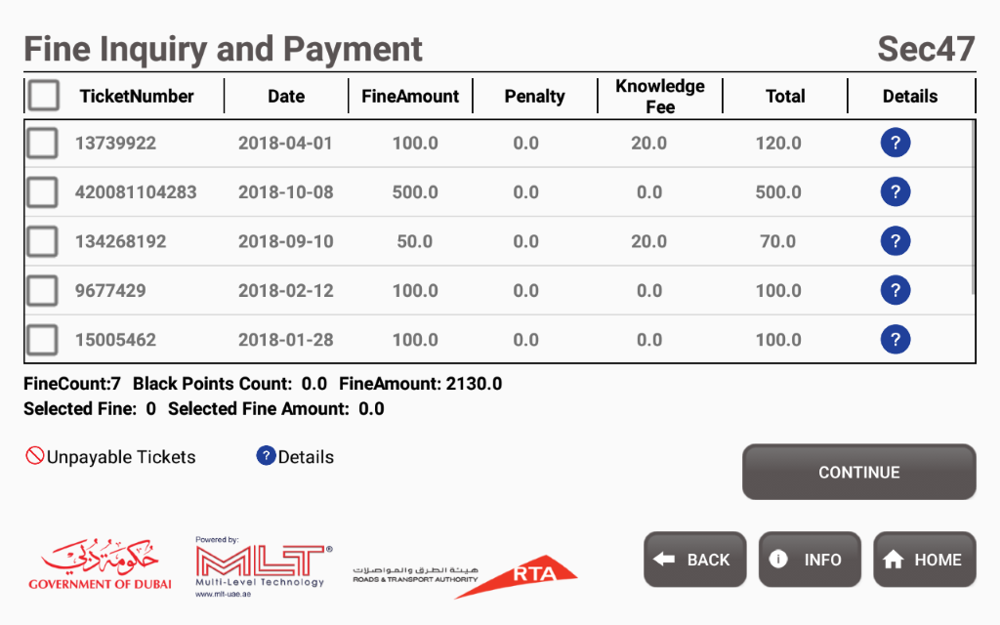 Fine Inquiry and Payment Sec47
TicketNumber Date FineAmount Penalty Knowledge Fee Total Details
13739922 2018-04-01 100.0 0.0 20.0 120.0 ?
420081104283 2018-10-08 500.0 0.0 0.0 500.0 ?
134268192 2018-09-10 50.0 0.0 20.0 70.0 ?
9677429 2018-02-12 100.0 0.0 0.0 100.0 ?
15005462 2018-01-28 100.0 0.0 0.0 100.0 ?
FineCount:7 Black Points Count: 0.0 FineAmount: 2130.0
Selected Fine: 0 Selected Fine Amount: 0.0
Unpayable Tickets ? Details
CONTINUE
حكومة دبي
GOVERNMENT OF DUBAI
Powered by:
MLT®
Multi-Level Technology
www.mlt-uae.ae
هيئة الطرق والمواصلات
ROADS & TRANSPORT AUTHORITY
RTA
BACK i INFO HOME